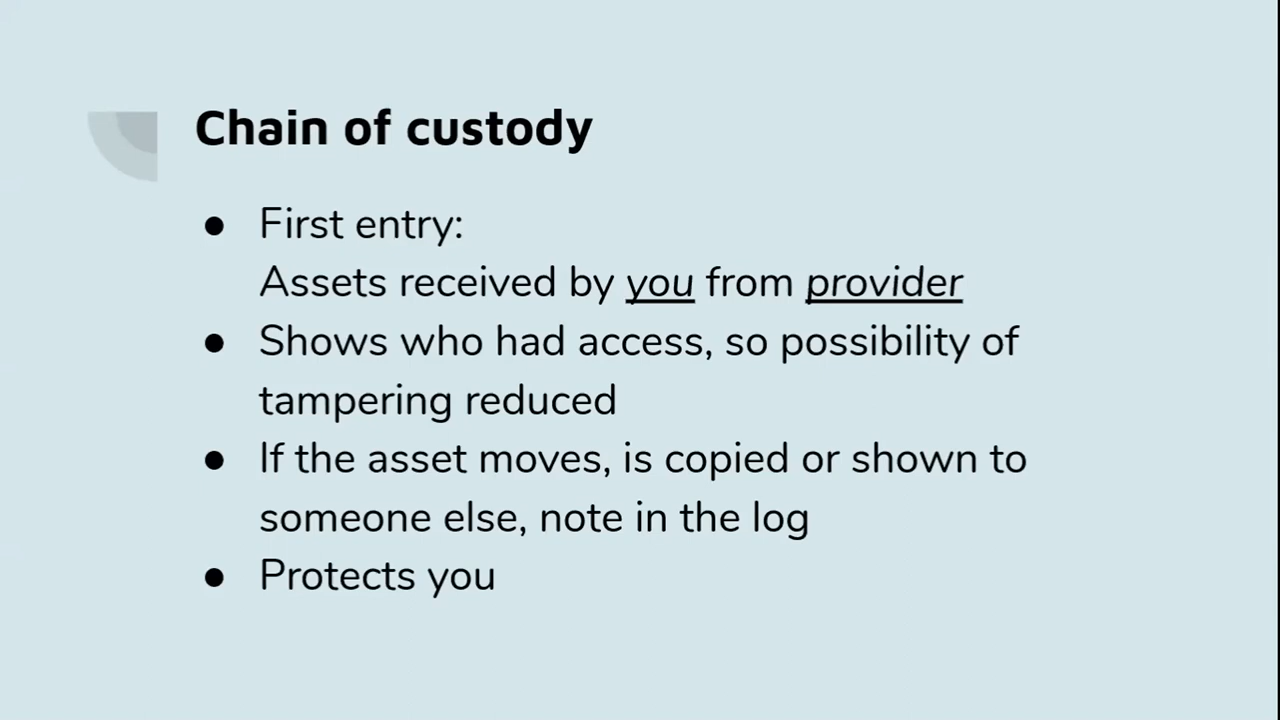 Chain of custody
● First entry:
Assets received by you from provider
● Shows who had access, so possibility of
tampering reduced
● If the asset moves, is copied or shown to
someone else, note in the log
● Protects you